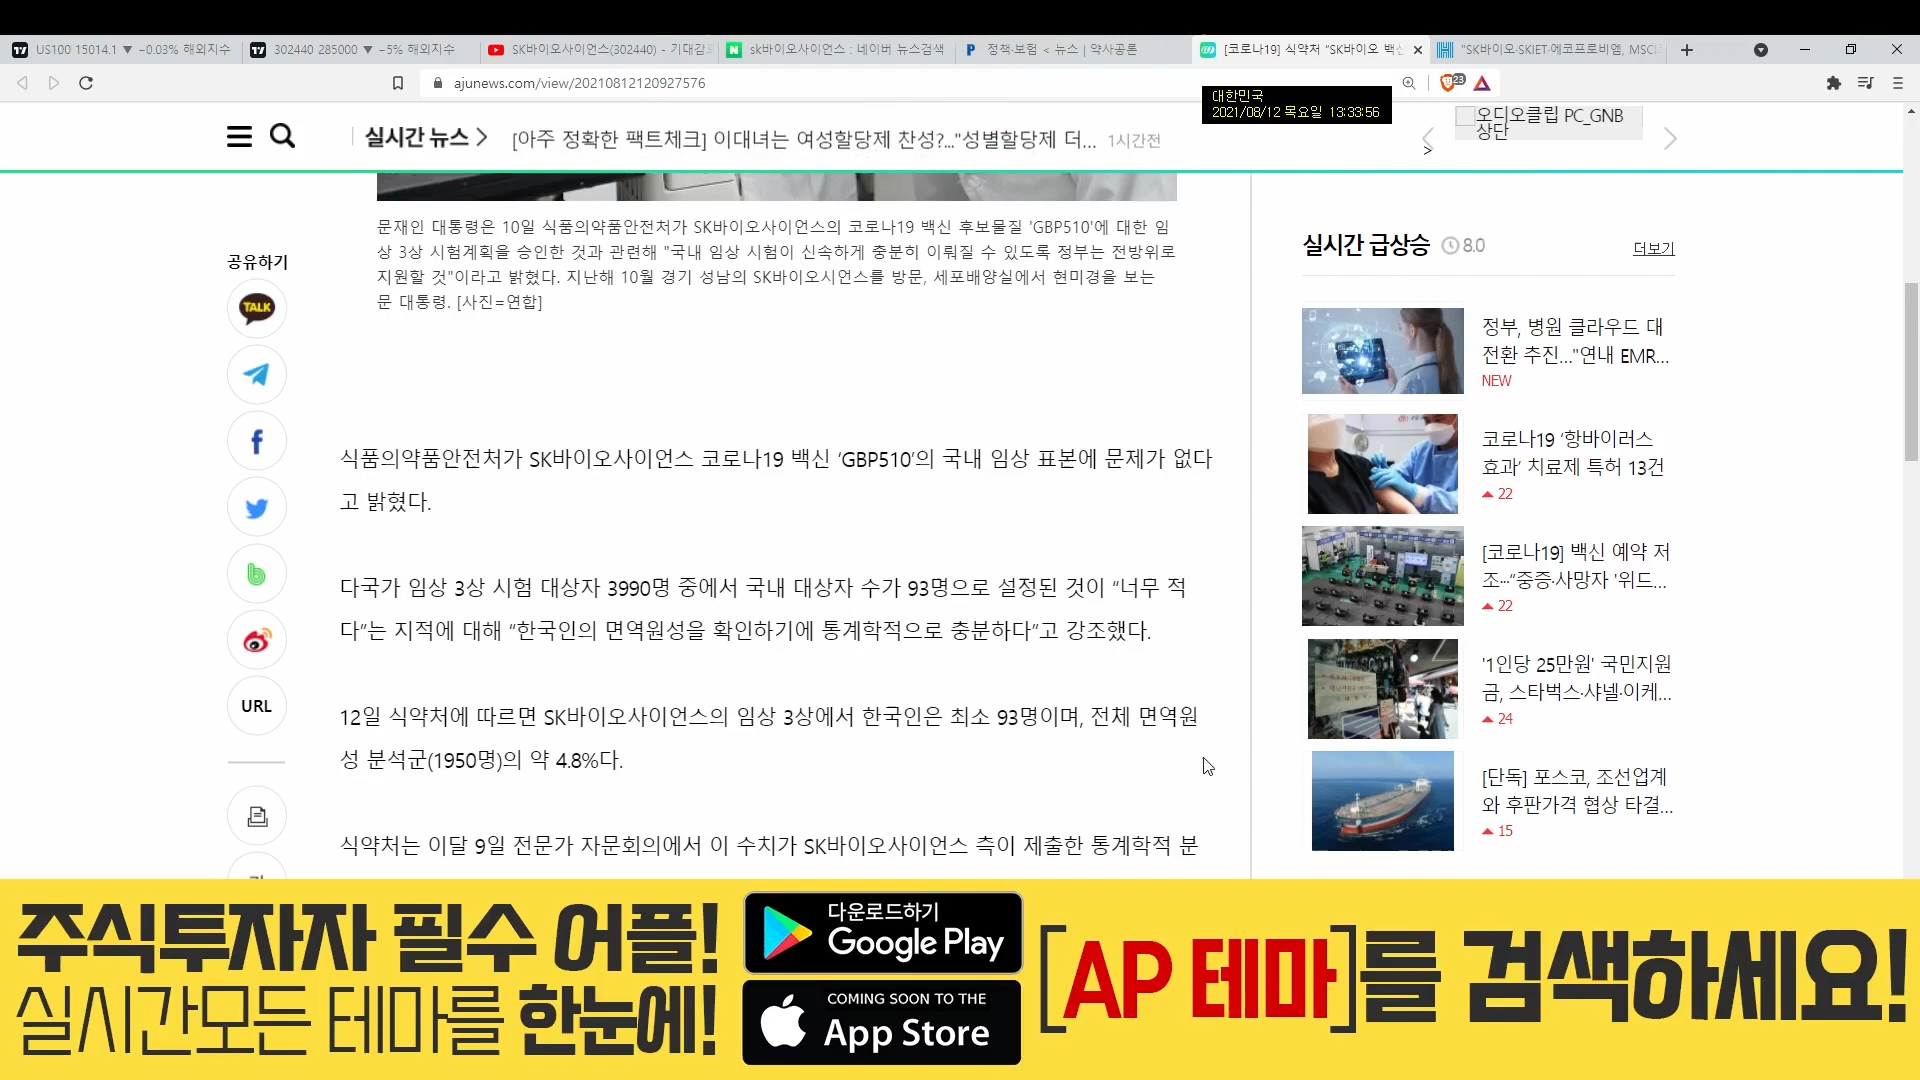 US100 15014.1 ▼ −0.03% 해외지수
302440 285000 ▼ −5% 해외지수
SK바이오사이언스(302440) - 기대감
sk바이오사이언스 : 네이버 뉴스검색
정책·보험 < 뉴스 | 약사공론
[코로나19] 식약처 “SK바이오 백신
"SK바이오·SKIET·에코프로비엠, MSCI
ajunews.com/view/20210812120927576
23
대한민국
2021/08/12 목요일 13:33:56
실시간 뉴스 >
[아주 정확한 팩트체크] 이대녀는 여성할당제 찬성?..."성별할당제 더... 1시간전
오디오클립 PC_GNB
상단
>
문재인 대통령은 10일 식품의약품안전처가 SK바이오사이언스의 코로나19 백신 후보물질 'GBP510'에 대한 임
상 3상 시험계획을 승인한 것과 관련해 "국내 임상 시험이 신속하게 충분히 이뤄질 수 있도록 정부는 전방위로
지원할 것"이라고 밝혔다. 지난해 10월 경기 성남의 SK바이오시언스를 방문, 세포배양실에서 현미경을 보는
문 대통령. [사진=연합]
공유하기
TALK
URL
식품의약품안전처가 SK바이오사이언스 코로나19 백신 ‘GBP510’의 국내 임상 표본에 문제가 없다
고 밝혔다.
다국가 임상 3상 시험 대상자 3990명 중에서 국내 대상자 수가 93명으로 설정된 것이 “너무 적
다”는 지적에 대해 “한국인의 면역원성을 확인하기에 통계학적으로 충분하다”고 강조했다.
12일 식약처에 따르면 SK바이오사이언스의 임상 3상에서 한국인은 최소 93명이며, 전체 면역원
성 분석군(1950명)의 약 4.8%다.
식약처는 이달 9일 전문가 자문회의에서 이 수치가 SK바이오사이언스 측이 제출한 통계학적 분
실시간 급상승 8.0
더보기
정부, 병원 클라우드 대
전환 추진..."연내 EMR...
NEW
코로나19 ‘항바이러스
효과’ 치료제 특허 13건
▲ 22
[코로나19] 백신 예약 저
조···“중증·사망자 '위드...
▲ 22
'1인당 25만원' 국민지원
금, 스타벅스·샤넬·이케...
▲ 24
[단독] 포스코, 조선업계
와 후판가격 협상 타결...
▲ 15
주식투자자 필수 어플!
실시간모든 테마를 한눈에!
다운로드하기
Google Play
COMING SOON TO THE
App Store
[AP 테마]를 검색하세요!